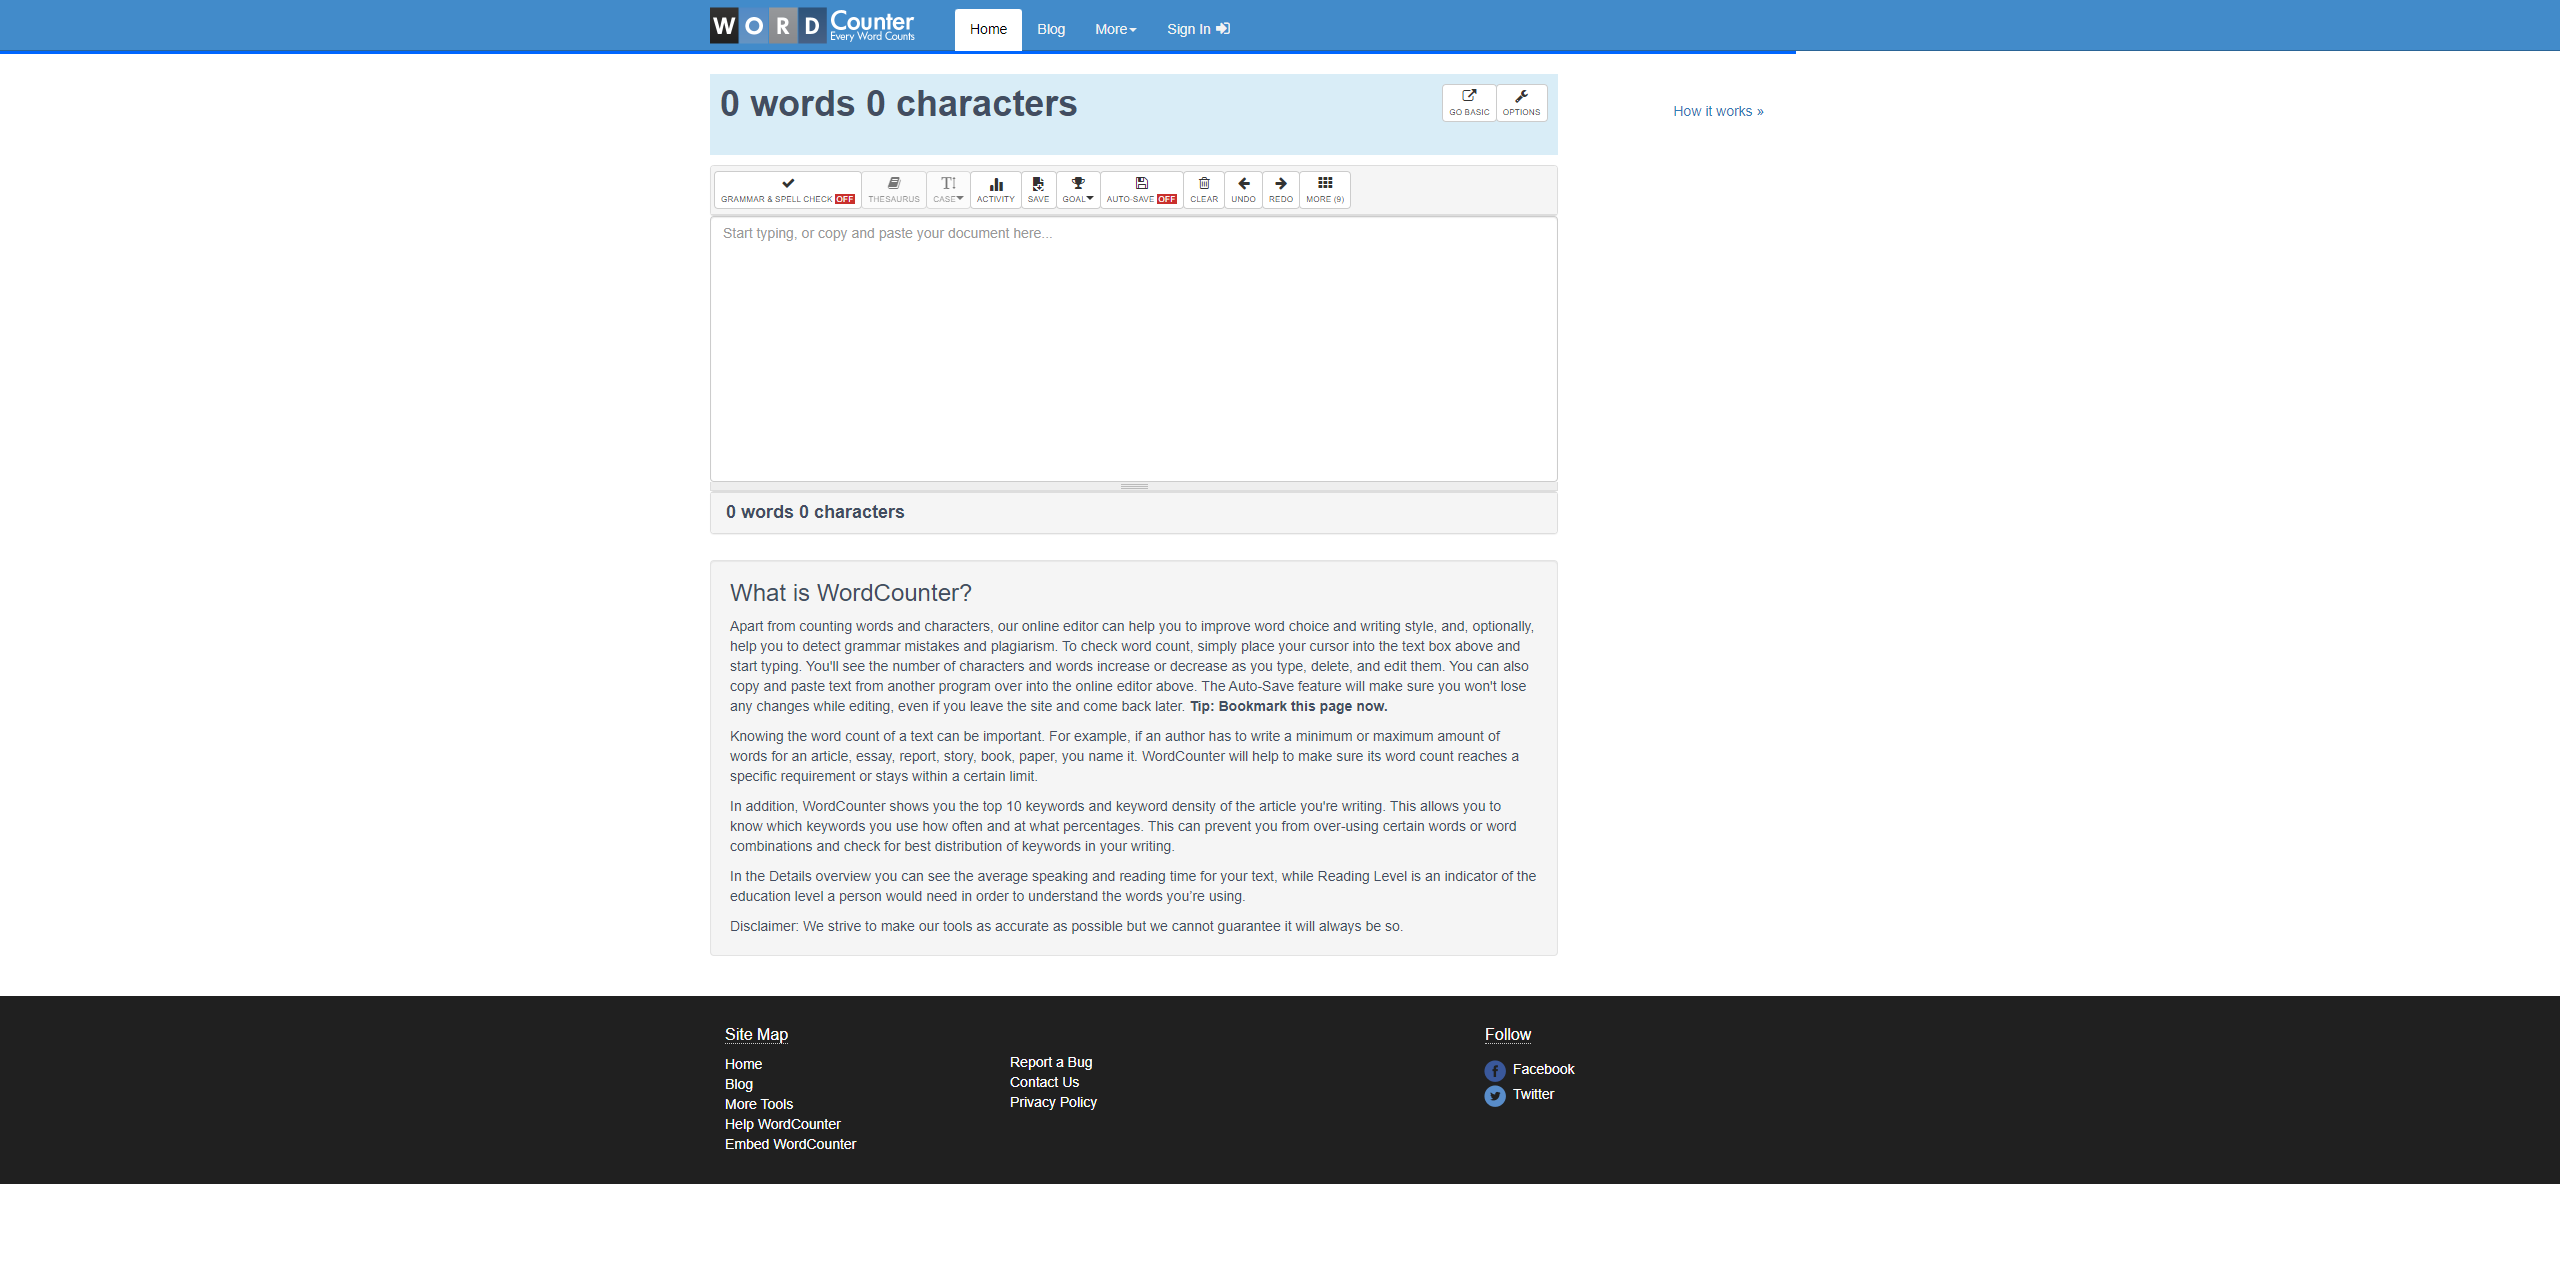 WORD Counter
Every Word Counts
Home
Blog
More
Sign In
0 words 0 characters
GO BASIC
OPTIONS
How it works »
GRAMMAR & SPELL CHECK OFF
THESAURUS
CASE
ACTIVITY
SAVE
GOAL
AUTO-SAVE OFF
CLEAR
UNDO
REDO
MORE (9)
Start typing, or copy and paste your document here...
0 words 0 characters
What is WordCounter?
Apart from counting words and characters, our online editor can help you to improve word choice and writing style, and, optionally,
help you to detect grammar mistakes and plagiarism. To check word count, simply place your cursor into the text box above and
start typing. You'll see the number of characters and words increase or decrease as you type, delete, and edit them. You can also
copy and paste text from another program over into the online editor above. The Auto-Save feature will make sure you won't lose
any changes while editing, even if you leave the site and come back later. Tip: Bookmark this page now.
Knowing the word count of a text can be important. For example, if an author has to write a minimum or maximum amount of
words for an article, essay, report, story, book, paper, you name it. WordCounter will help to make sure its word count reaches a
specific requirement or stays within a certain limit.
In addition, WordCounter shows you the top 10 keywords and keyword density of the article you're writing. This allows you to
know which keywords you use how often and at what percentages. This can prevent you from over-using certain words or word
combinations and check for best distribution of keywords in your writing.
In the Details overview you can see the average speaking and reading time for your text, while Reading Level is an indicator of the
education level a person would need in order to understand the words you’re using.
Disclaimer: We strive to make our tools as accurate as possible but we cannot guarantee it will always be so.
Site Map
Home
Blog
More Tools
Help WordCounter
Embed WordCounter
Report a Bug
Contact Us
Privacy Policy
Follow
Facebook
Twitter